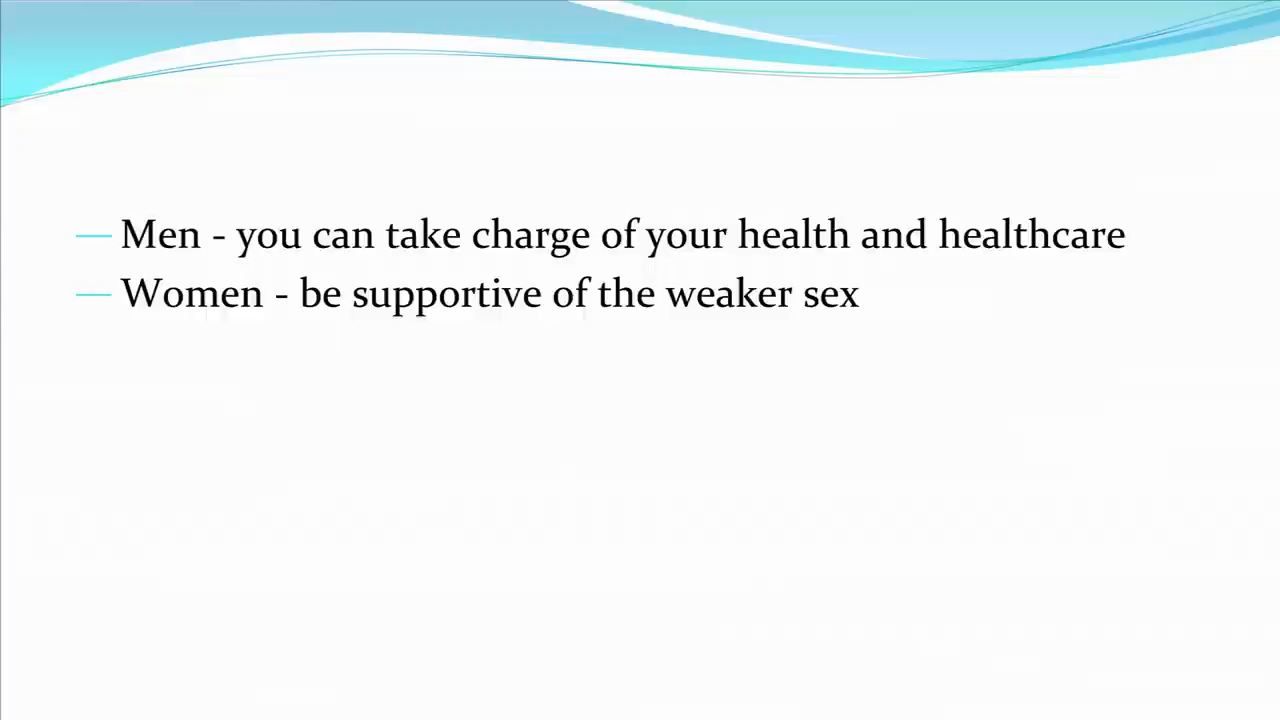 — Men - you can take charge of your health and healthcare
— Women - be supportive of the weaker sex